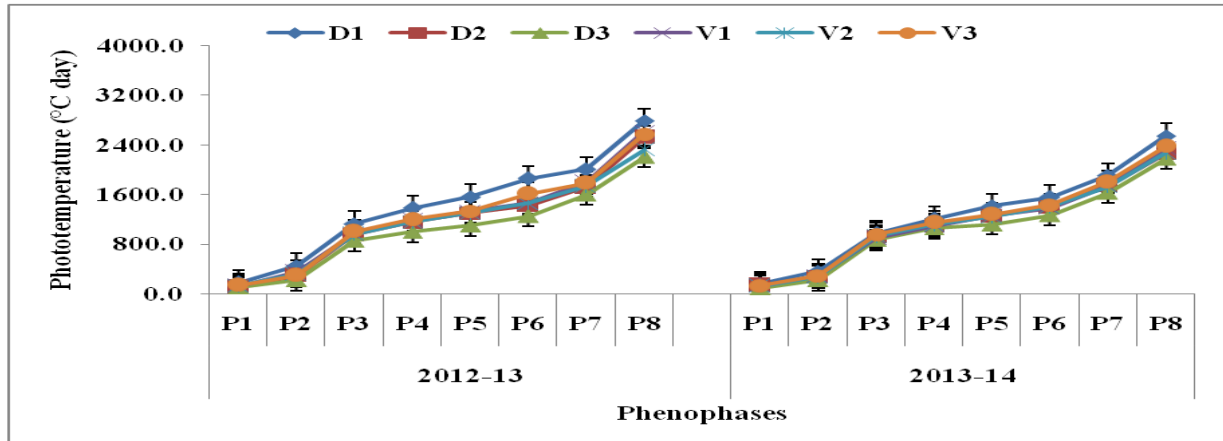 D1 D2 D3 V1 V2 V3
Phototemperature (°C day)
4000.0
3200.0
2400.0
1600.0
800.0
0.0
P1 P2 P3 P4 P5 P6 P7 P8 P1 P2 P3 P4 P5 P6 P7 P8
2012-13 2013-14
Phenophases